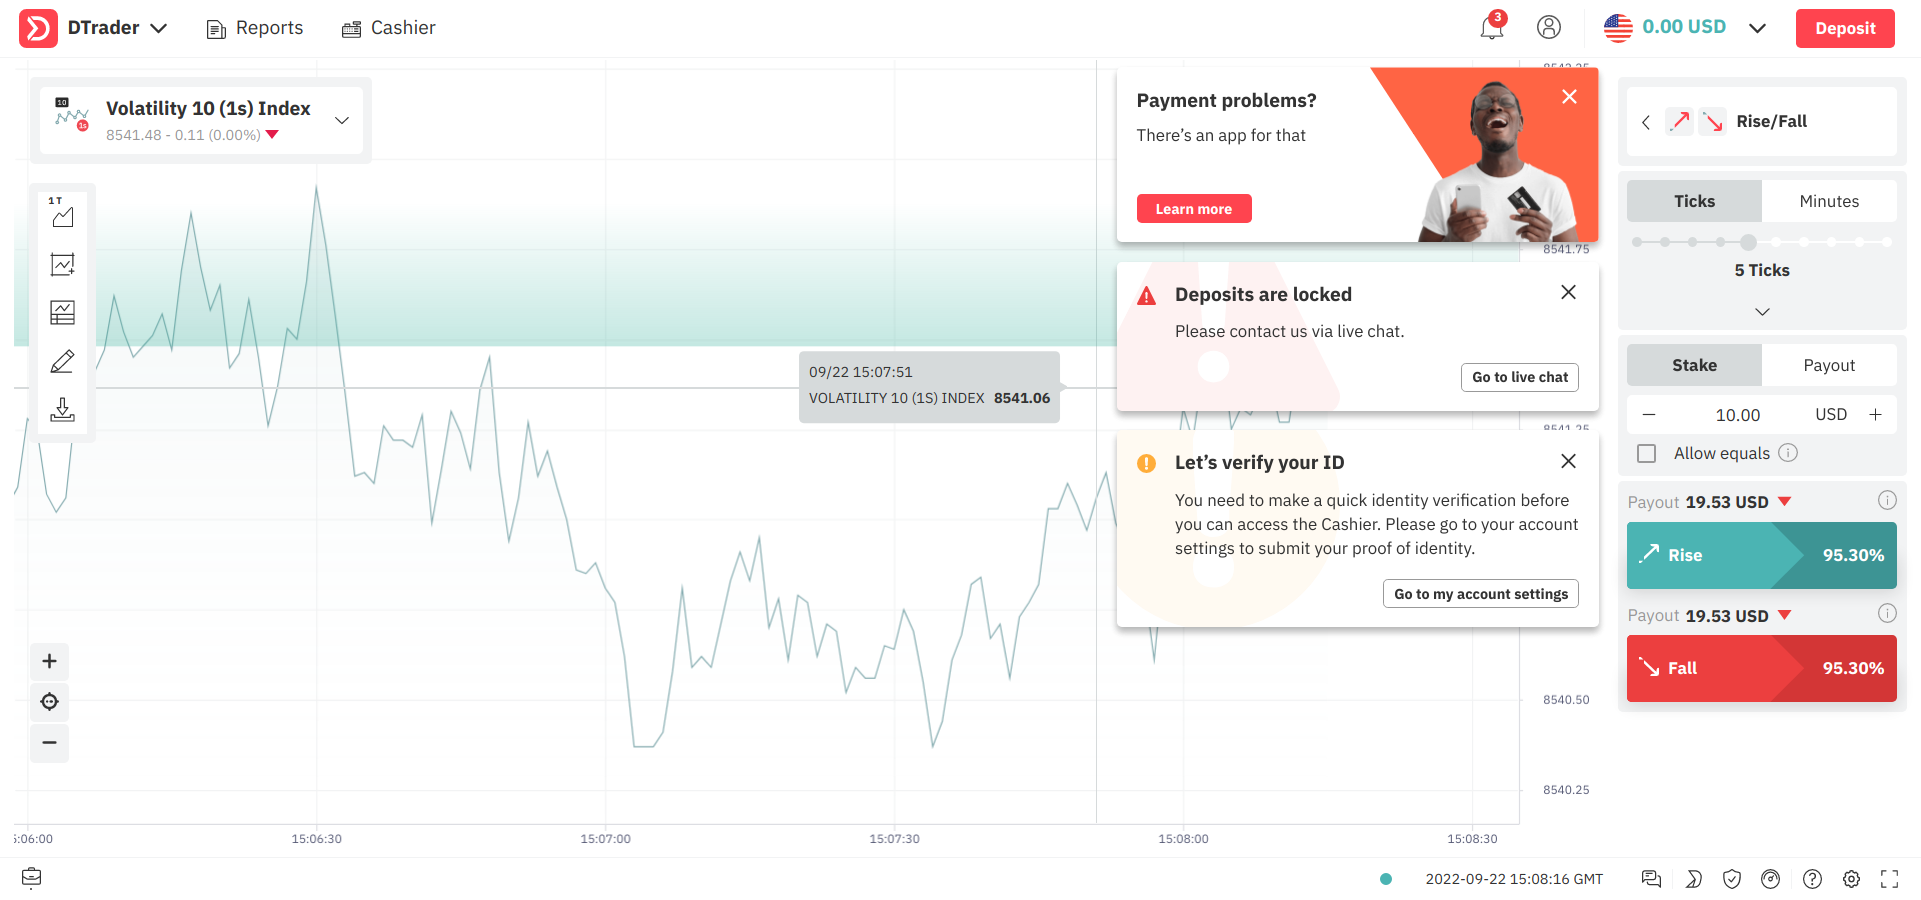 DTrader
Reports
Cashier
3
0.00 USD
Deposit
10
1s
Volatility 10 (1s) Index
8541.48 - 0.11 (0.00%)
1 T
Payment problems?
There's an app for that
Learn more
8541.75
Deposits are locked
Please contact us via live chat.
Go to live chat
09/22 15:07:51
VOLATILITY 10 (1S) INDEX 8541.06
8541.25
Let's verify your ID
You need to make a quick identity verification before
you can access the Cashier. Please go to your account
settings to submit your proof of identity.
Go to my account settings
8540.50
8540.25
15:06:30
15:07:00
15:07:30
15:08:00
15:08:30
Rise/Fall
Ticks
Minutes
5 Ticks
Stake
Payout
10.00
USD
Allow equals
Payout 19.53 USD
Rise
95.30%
Payout 19.53 USD
Fall
95.30%
2022-09-22 15:08:16 GMT